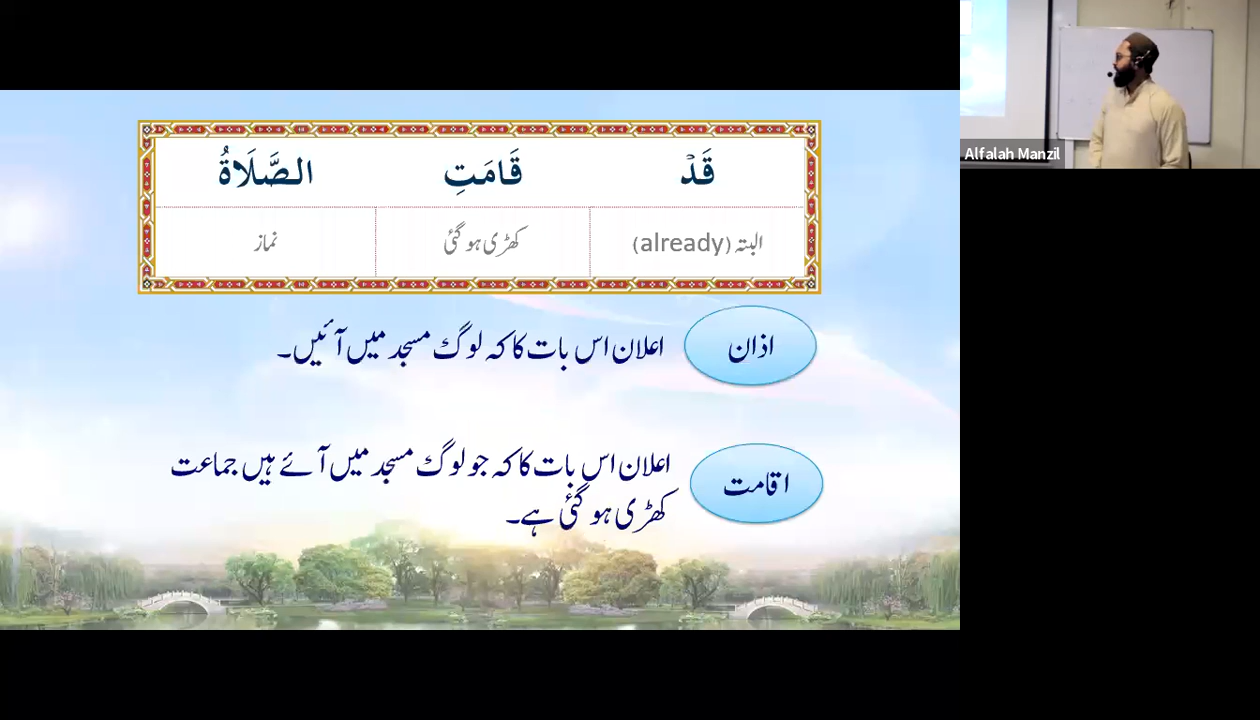 قَدْ قَامَتِ الصَّلَاةُ
البتہ (already) کھڑی ہو گئی نماز
اذان اعلان اس بات کا کہ لوگ مسجد میں آئیں۔
اقامت اعلان اس بات کا کہ جو لوگ مسجد میں آئے ہیں جماعت
کھڑی ہو گئی ہے۔
Alfalah Manzil